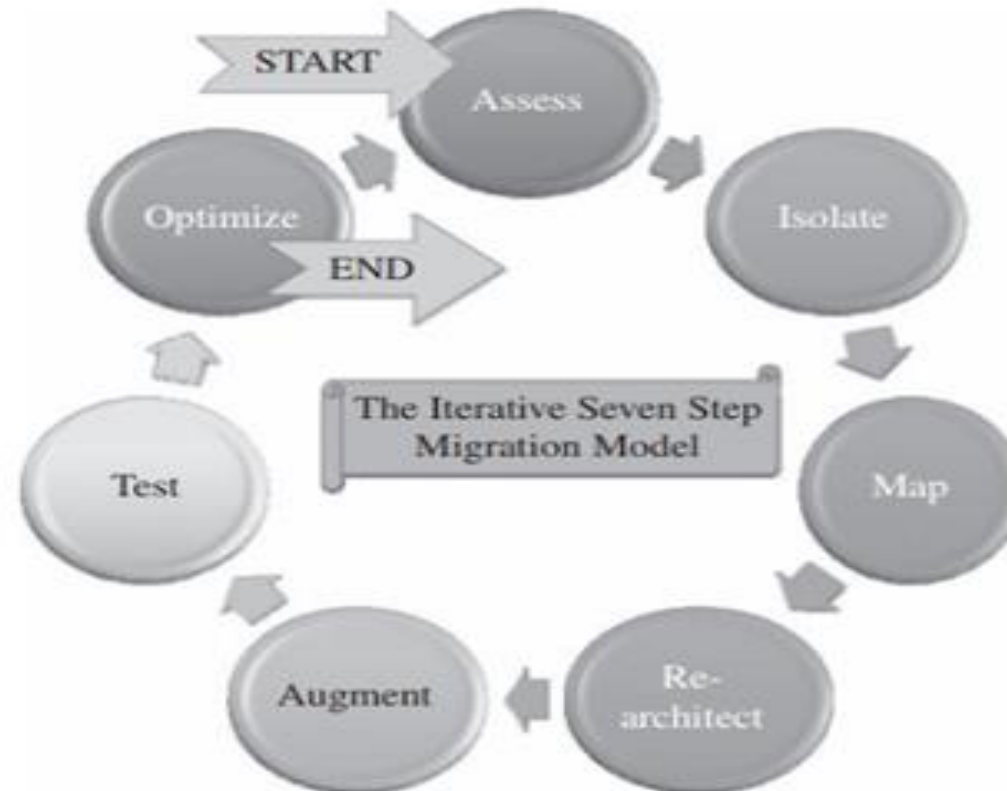 START
Assess
Isolate
Optimize
END
The Iterative Seven Step
Migration Model
Test
Map
Augment
Re-
architect